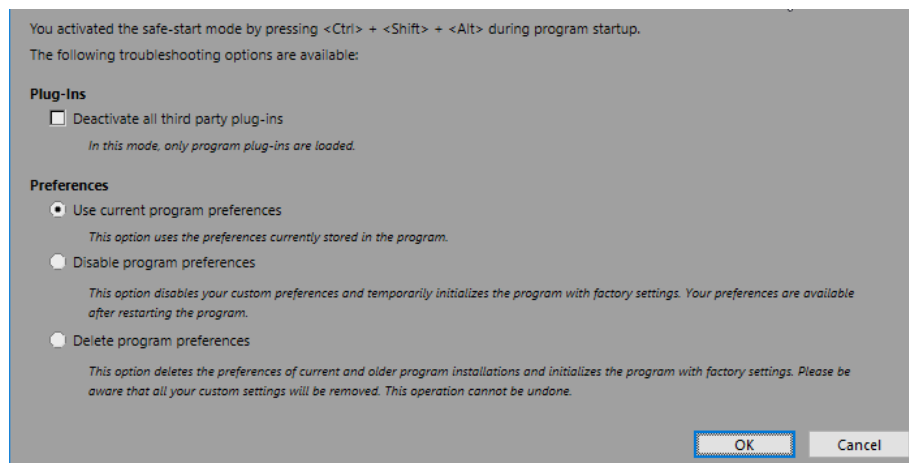 You activated the safe-start mode by pressing <Ctrl> + <Shift> + <Alt> during program startup.
The following troubleshooting options are available:
Plug-Ins
Deactivate all third party plug-ins
In this mode, only program plug-ins are loaded.
Preferences
Use current program preferences
This option uses the preferences currently stored in the program.
Disable program preferences
This option disables your custom preferences and temporarily initializes the program with factory settings. Your preferences are available
after restarting the program.
Delete program preferences
This option deletes the preferences of current and older program installations and initializes the program with factory settings. Please be
aware that all your custom settings will be removed. This operation cannot be undone.
OK Cancel